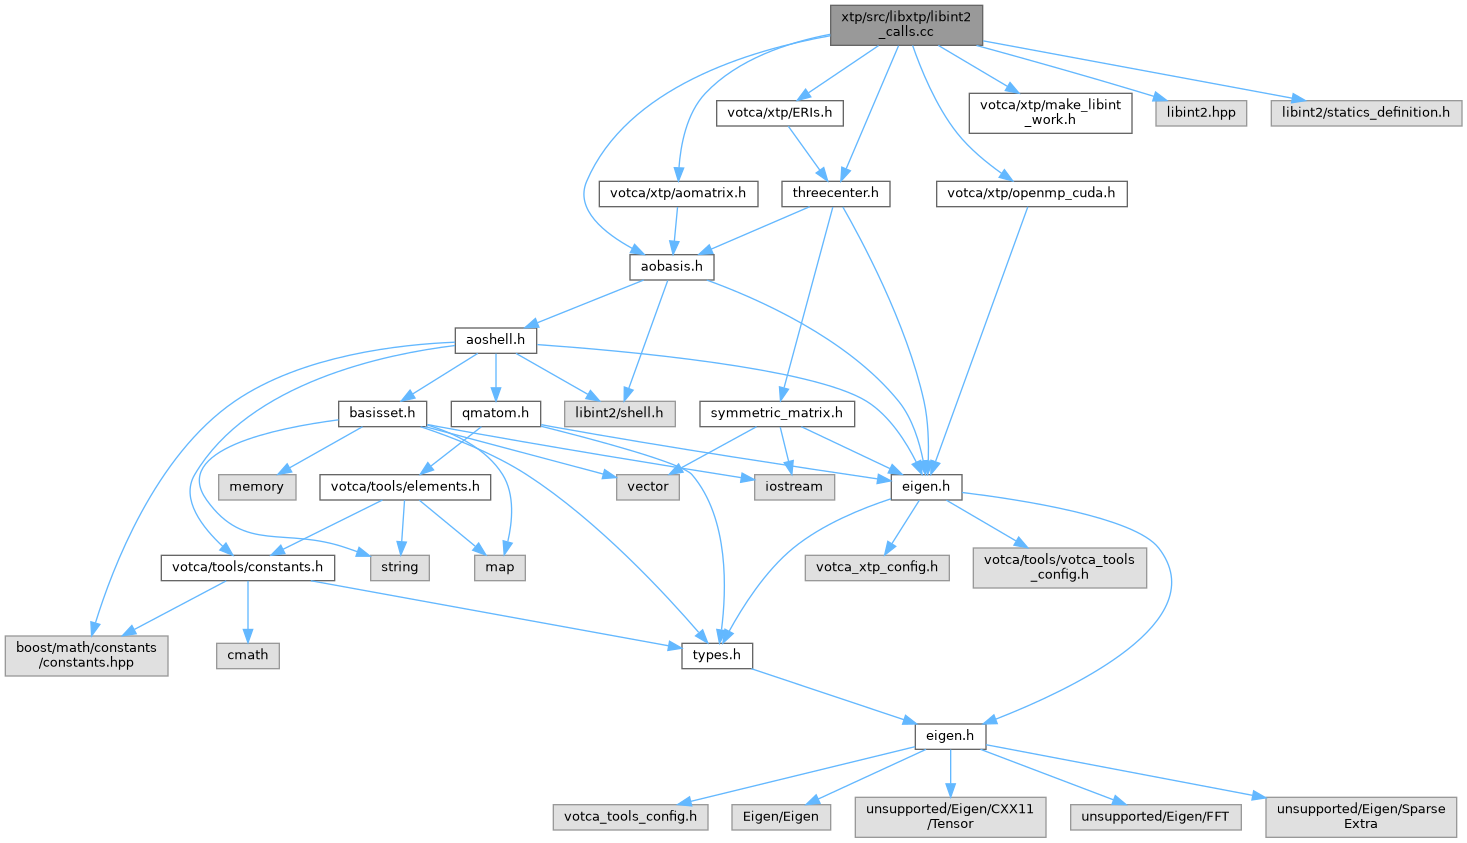 xtp/src/libxtp/libint2
_calls.cc
votca/xtp/ERIs.h
votca/xtp/make_libint
_work.h
libint2.hpp
libint2/statics_definition.h
votca/xtp/aomatrix.h
threecenter.h
votca/xtp/openmp_cuda.h
aobasis.h
aoshell.h
basisset.h
qmatom.h
libint2/shell.h
symmetric_matrix.h
memory
votca/tools/elements.h
vector
iostream
eigen.h
votca/tools/constants.h
string
map
votca_xtp_config.h
votca/tools/votca_tools
_config.h
boost/math/constants
/constants.hpp
cmath
types.h
eigen.h
votca_tools_config.h
Eigen/Eigen
unsupported/Eigen/CXX11
/Tensor
unsupported/Eigen/FFT
unsupported/Eigen/Sparse
Extra